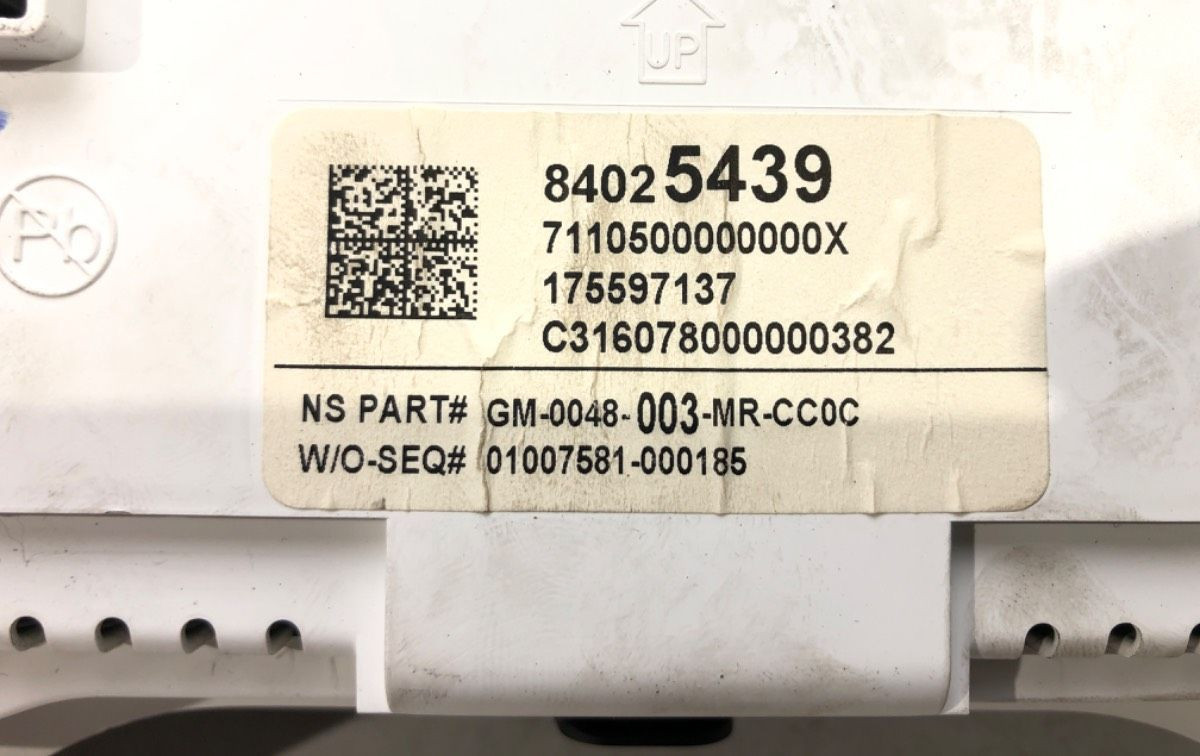 UP
84025439
7110500000000X
175597137
C316078000000382
NS PART# GM-0048-003-MR-CC0C
W/O-SEQ# 01007581-000185
Pb